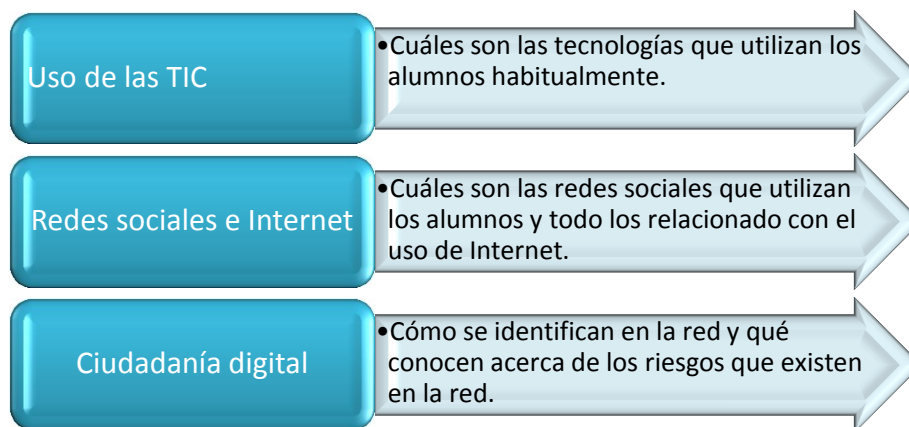 Uso de las TIC
•Cuáles son las tecnologías que utilizan los
alumnos habitualmente.
Redes sociales e Internet
•Cuáles son las redes sociales que utilizan
los alumnos y todo los relacionado con el
uso de Internet.
Ciudadanía digital
•Cómo se identifican en la red y qué
conocen acerca de los riesgos que existen
en la red.